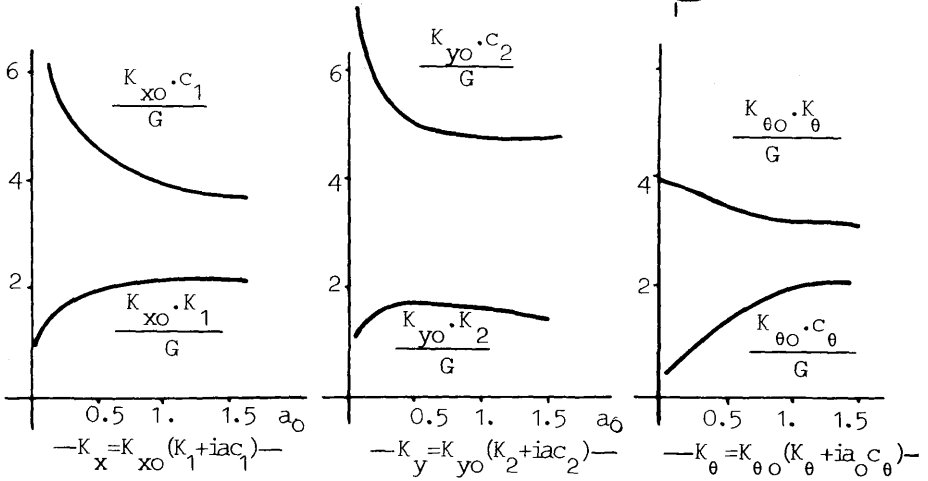 K_xo.c_1
G
6
4
2
K_xo.K_1
G
0.5 1. 1.5 a_o
—K_x=K_xo(K_1+iac_1)—
K_yo.c_2
G
6
4
2
K_yo.K_2
G
0.5 1. 1.5 a_o
—K_y=K_yo(K_2+iac_2)—
K_θo.K_θ
G
4
2
K_θo.c_θ
G
0.5 1.0 1.5
—K_θ=K_θo(K_θ+ia_oc_θ)—